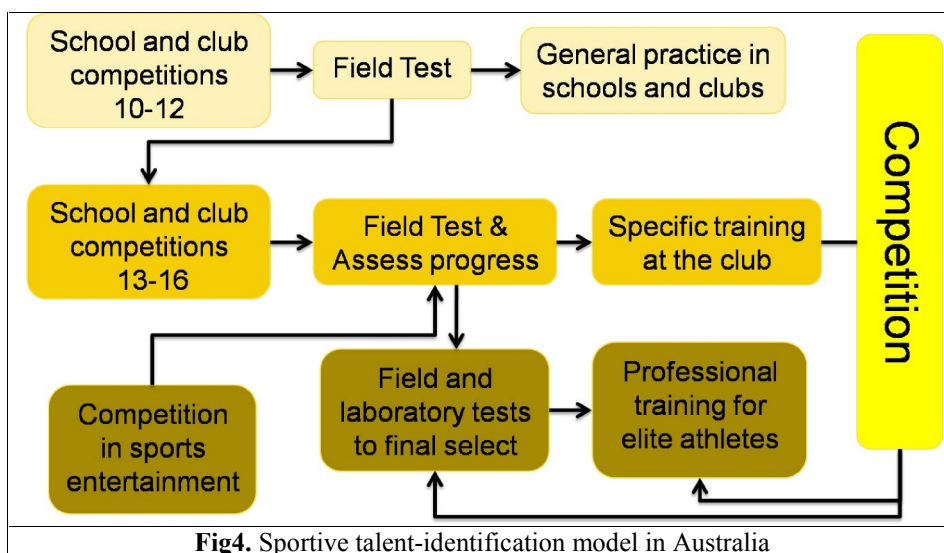 School and club
competitions
10-12
Field Test
General practice in
schools and clubs
Competition
School and club
competitions
13-16
Field Test &
Assess progress
Specific training
at the club
Competition
in sports
entertainment
Field and
laboratory tests
to final select
Professional
training for
elite athletes
Fig4. Sportive talent-identification model in Australia